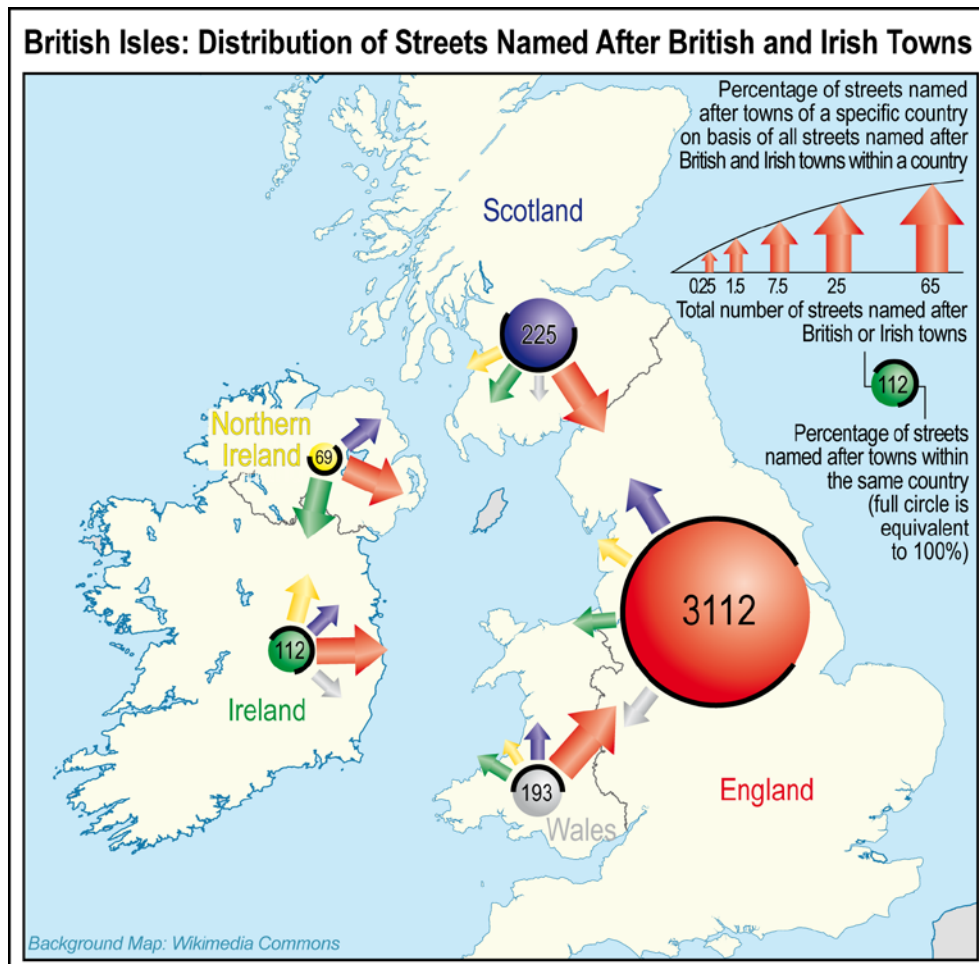 British Isles: Distribution of Streets Named After British and Irish Towns
Percentage of streets named
after towns of a specific country
on basis of all streets named after
British and Irish towns within a country
0.25 1.5 7.5 25 65
Total number of streets named after
British or Irish towns
112
Percentage of streets
named after towns within
the same country
(full circle is
equivalent
to 100%)
Scotland
225
Northern
Ireland
69
3112
112
Ireland
193
Wales
England
Background Map: Wikimedia Commons